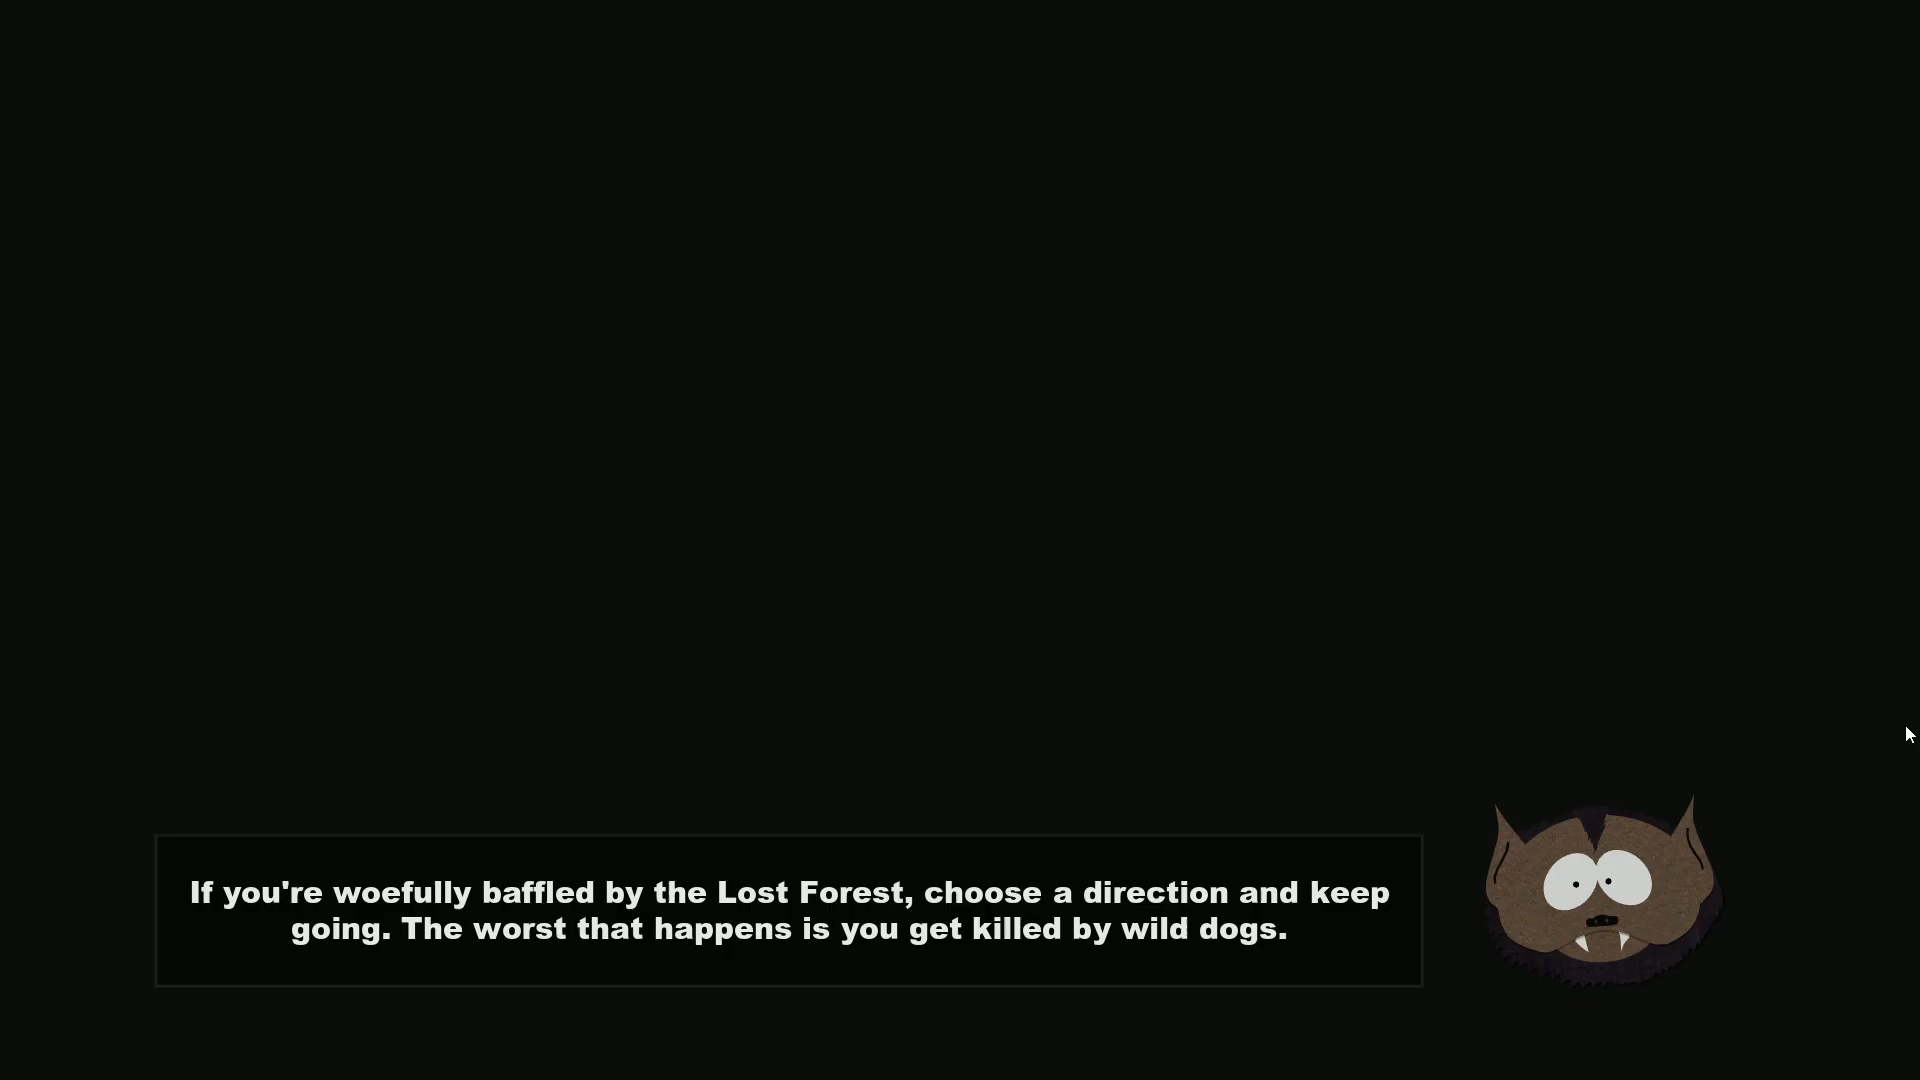 If you're woefully baffled by the Lost Forest, choose a direction and keep
going. The worst that happens is you get killed by wild dogs.